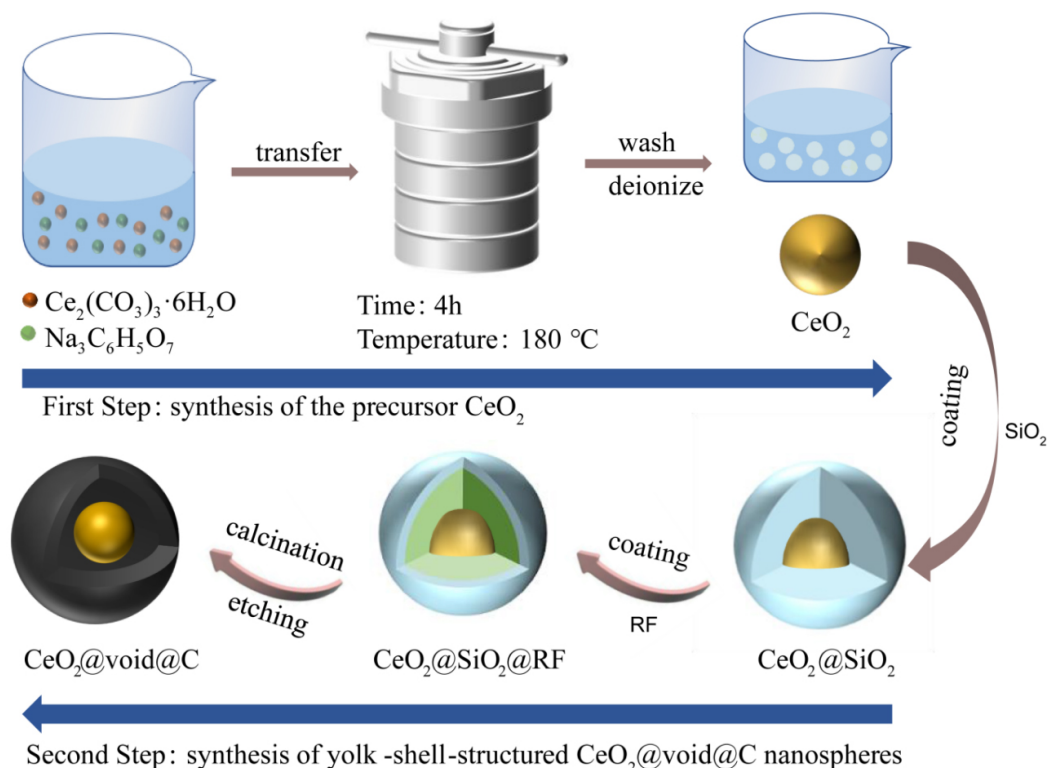 transfer
wash
deionize
Ce₂(CO₃)₃·6H₂O
Na₃C₆H₅O₇
Time: 4h
Temperature: 180 °C
CeO₂
First Step: synthesis of the precursor CeO₂
coating
SiO₂
calcination
etching
coating
RF
CeO₂@void@C
CeO₂@SiO₂@RF
CeO₂@SiO₂
Second Step: synthesis of yolk -shell-structured CeO₂@void@C nanospheres